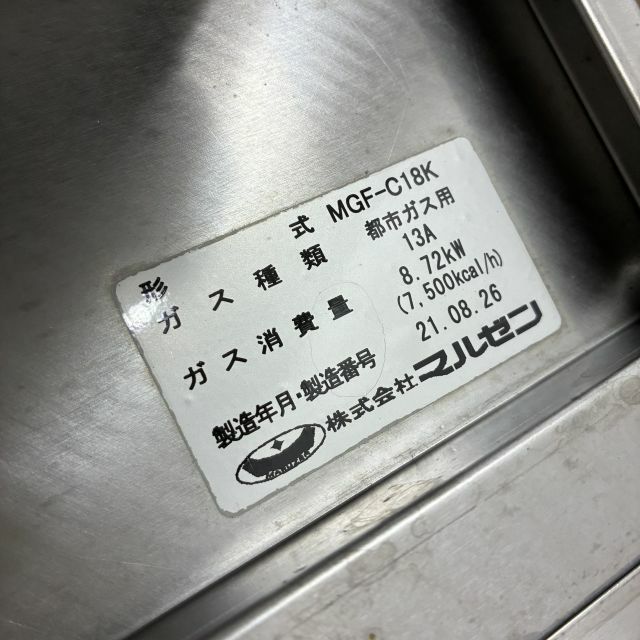 形式 MGF-C18K
ガス種類 都市ガス用
13A
ガス消費量 8.72kW
(7,500kcal/h)
製造年月・製造番号 21.08.26
株式会社マルゼン
Maruzen